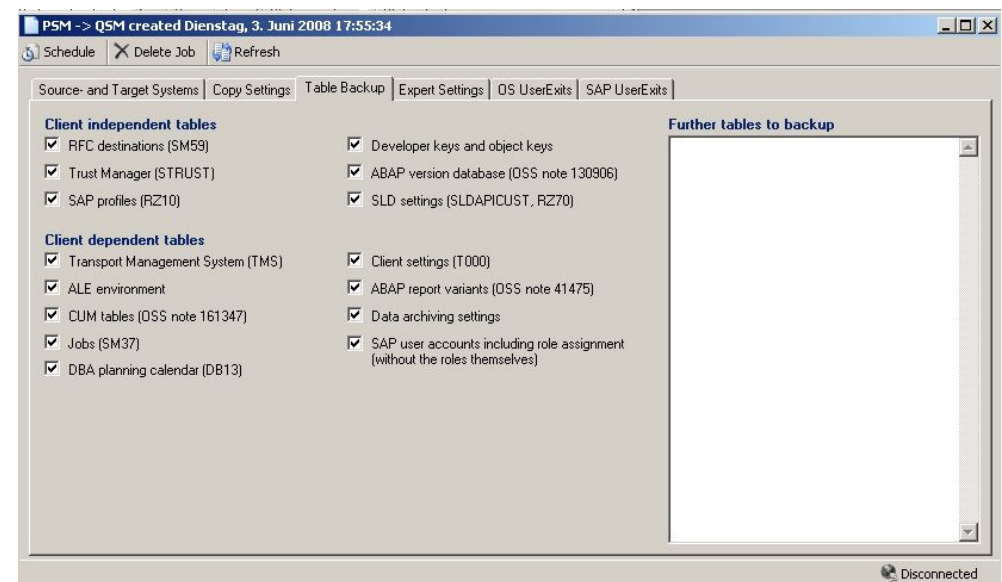 PSM -> QSM created Dienstag, 3. Juni 2008 17:55:34
Schedule Delete Job Refresh
Source- and Target Systems Copy Settings Table Backup Expert Settings OS UserExits SAP UserExits
Client independent tables
RFC destinations (SM59)
Trust Manager (STRUST)
SAP profiles (RZ10)
Developer keys and object keys
ABAP version database (OSS note 130906)
SLD settings (SLDAPICUST, RZ70)
Client dependent tables
Transport Management System (TMS)
ALE environment
CUM tables (OSS note 161347)
Jobs (SM37)
DBA planning calendar (DB13)
Client settings (T000)
ABAP report variants (OSS note 41475)
Data archiving settings
SAP user accounts including role assignment
(without the roles themselves)
Further tables to backup
Disconnected